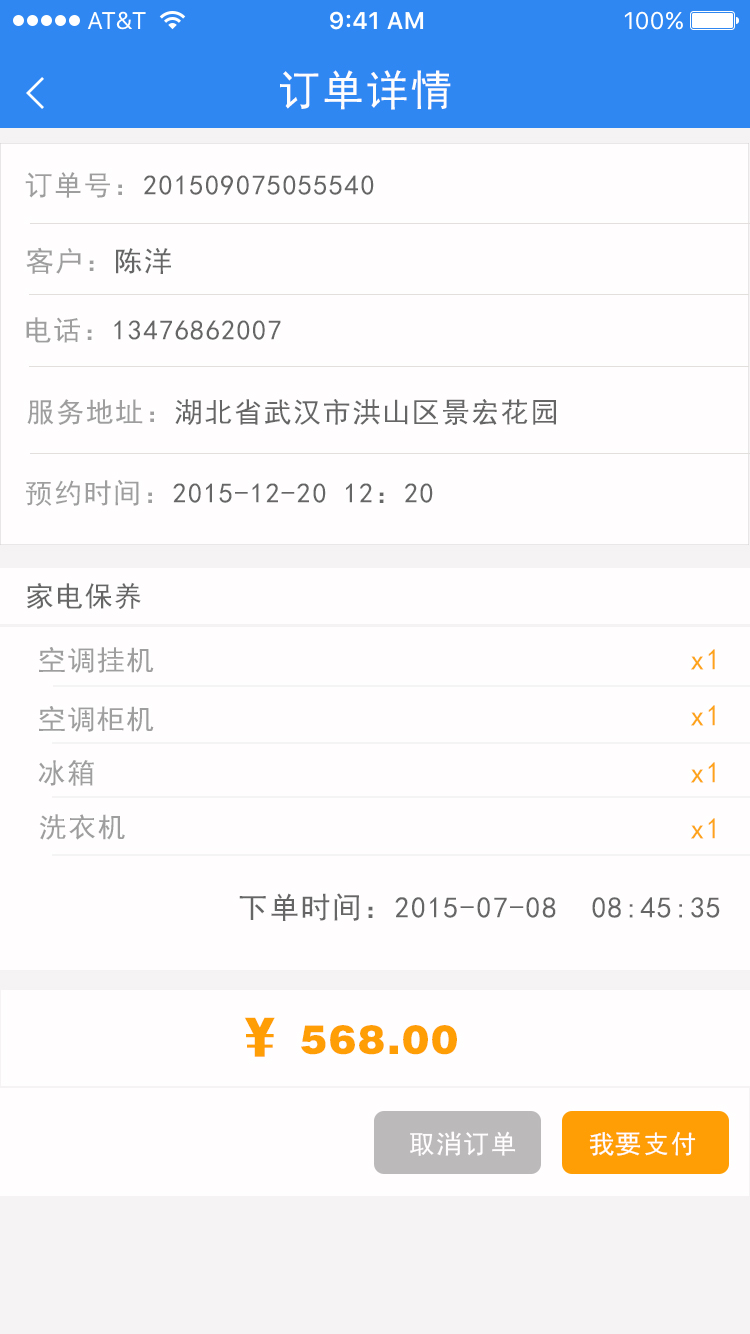 AT&T 9:41 AM 100%
订单详情
订单号：201509075055540
客户：陈洋
电话：13476862007
服务地址：湖北省武汉市洪山区景宏花园
预约时间：2015-12-20 12：20
家电保养
空调挂机 x1
空调柜机 x1
冰箱 x1
洗衣机 x1
下单时间：2015-07-08 08:45:35
¥ 568.00
取消订单 我要支付